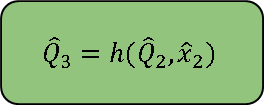 Q̂₃ = h(Q̂₂, x̂₂)